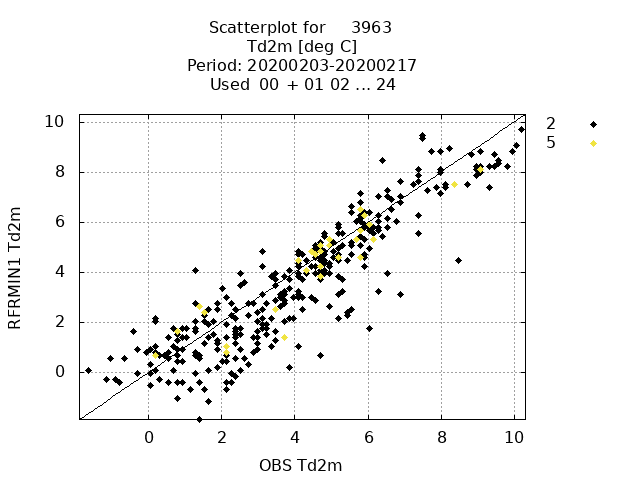 Scatterplot for 3963
Td2m [deg C]
Period: 20200203-20200217
Used 00 + 01 02 ... 24
10
8
6
4
2
0
RFRMIN1 Td2m
0 2 4 6 8 10
OBS Td2m
2
5